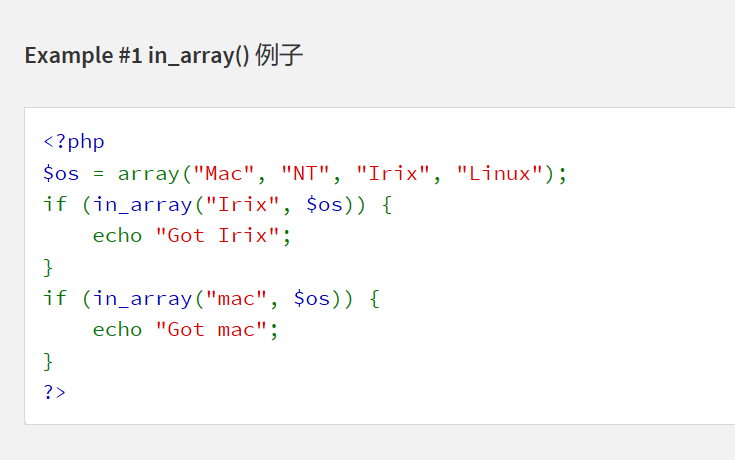 Example #1 in_array() 例子
<?php
$os = array("Mac", "NT", "Irix", "Linux");
if (in_array("Irix", $os)) {
    echo "Got Irix";
}
if (in_array("mac", $os)) {
    echo "Got mac";
}
?>